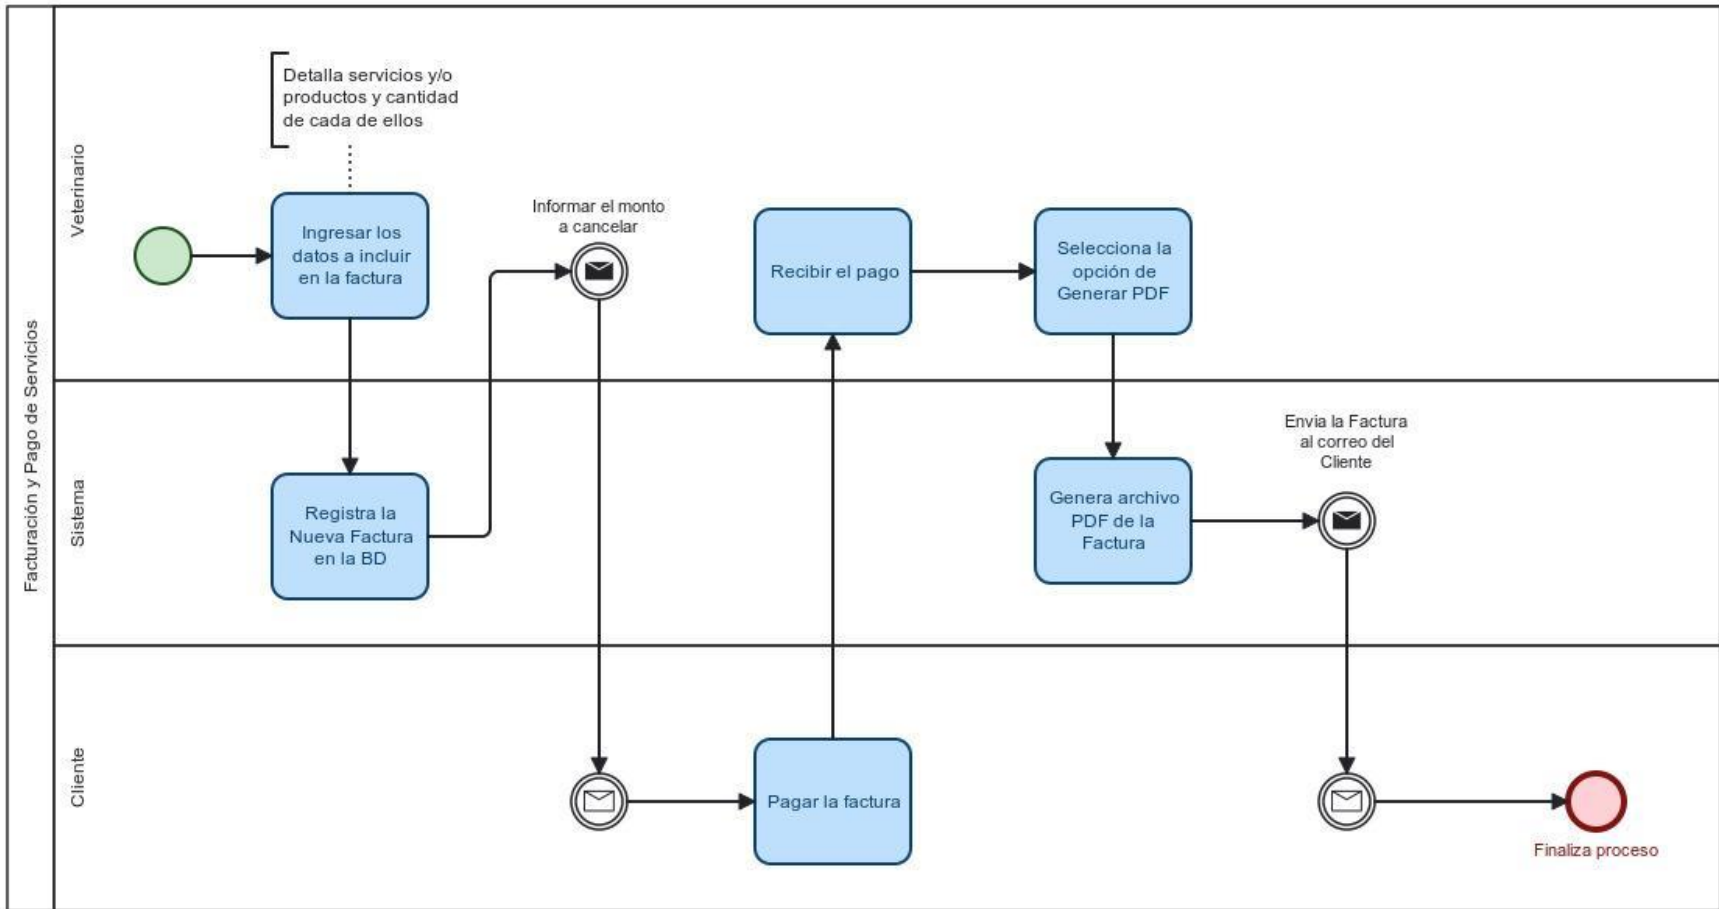 Facturación y Pago de Servicios
Veterinario
Detalla servicios y/o
productos y cantidad
de cada de ellos
Ingresar los
datos a incluir
en la factura
Informar el monto
a cancelar
Recibir el pago
Selecciona la
opción de
Generar PDF
Sistema
Registra la
Nueva Factura
en la BD
Genera archivo
PDF de la
Factura
Envia la Factura
al correo del
Cliente
Cliente
Pagar la factura
Finaliza proceso